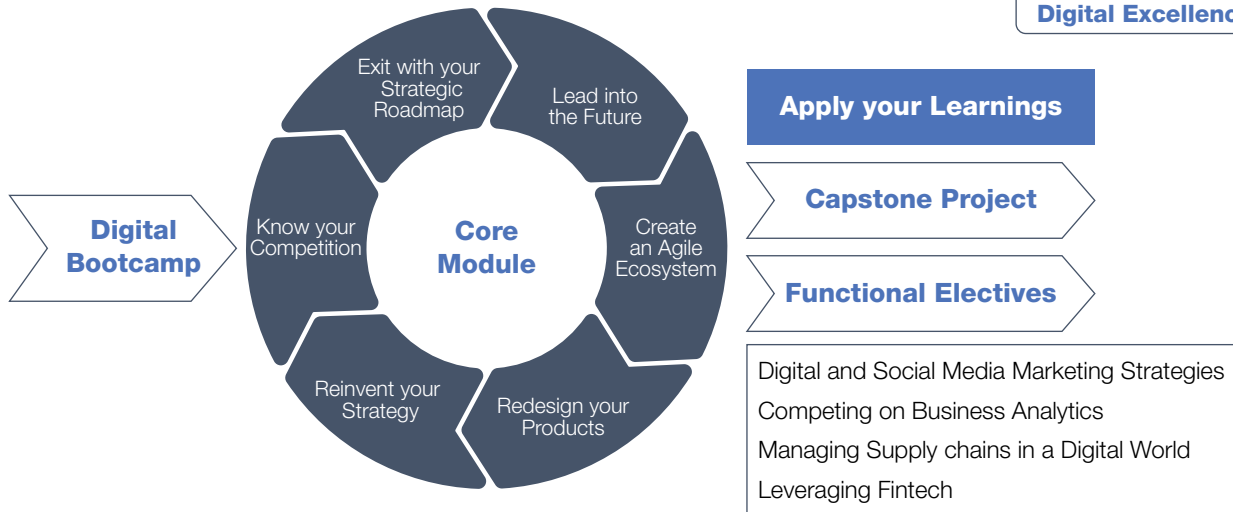 Digital Excellenc
Exit with your
Strategic
Roadmap
Lead into
the Future
Apply your Learnings
Capstone Project
Digital
Bootcamp
Know your
Competition
Core
Module
Create
an Agile
Ecosystem
Functional Electives
Reinvent your
Strategy
Redesign your
Products
Digital and Social Media Marketing Strategies
Competing on Business Analytics
Managing Supply chains in a Digital World
Leveraging Fintech